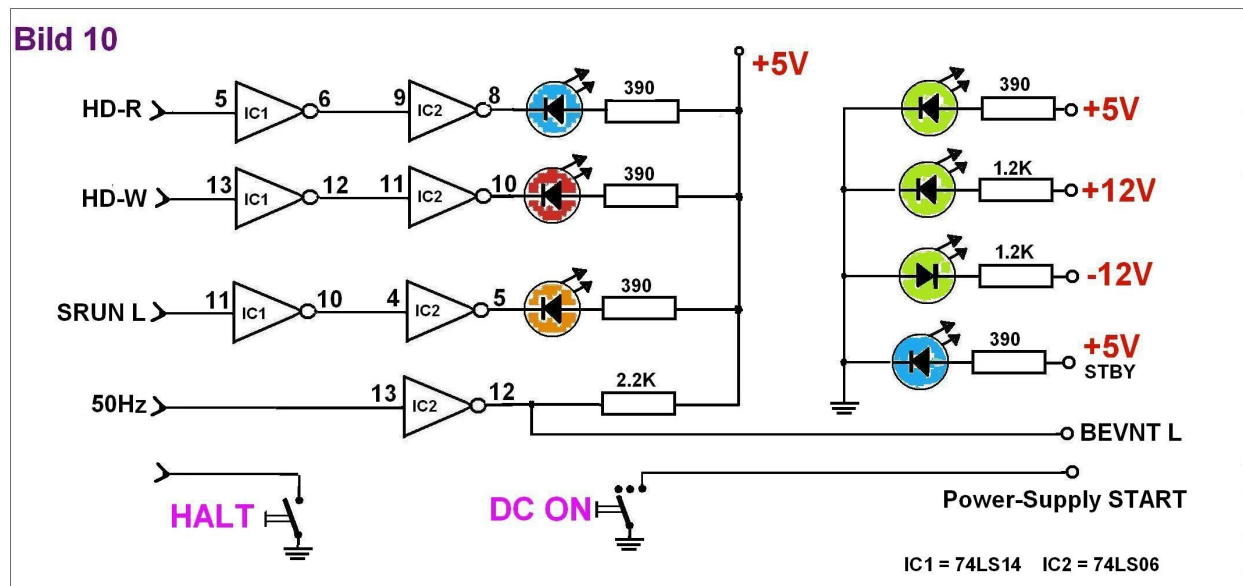 Bild 10
+5V
HD-R
5
IC1
6
9
IC2
8
390
390
+5V
HD-W
13
12
11
10
390
1.2K
+12V
1.2K
-12V
SRUN L
11
IC1
10
4
IC2
5
390
390
+5V
STBY
50Hz
13
IC2
12
2.2K
BEVNT L
HALT
DC ON
Power-Supply START
IC1 = 74LS14 IC2 = 74LS06
IC1
IC2